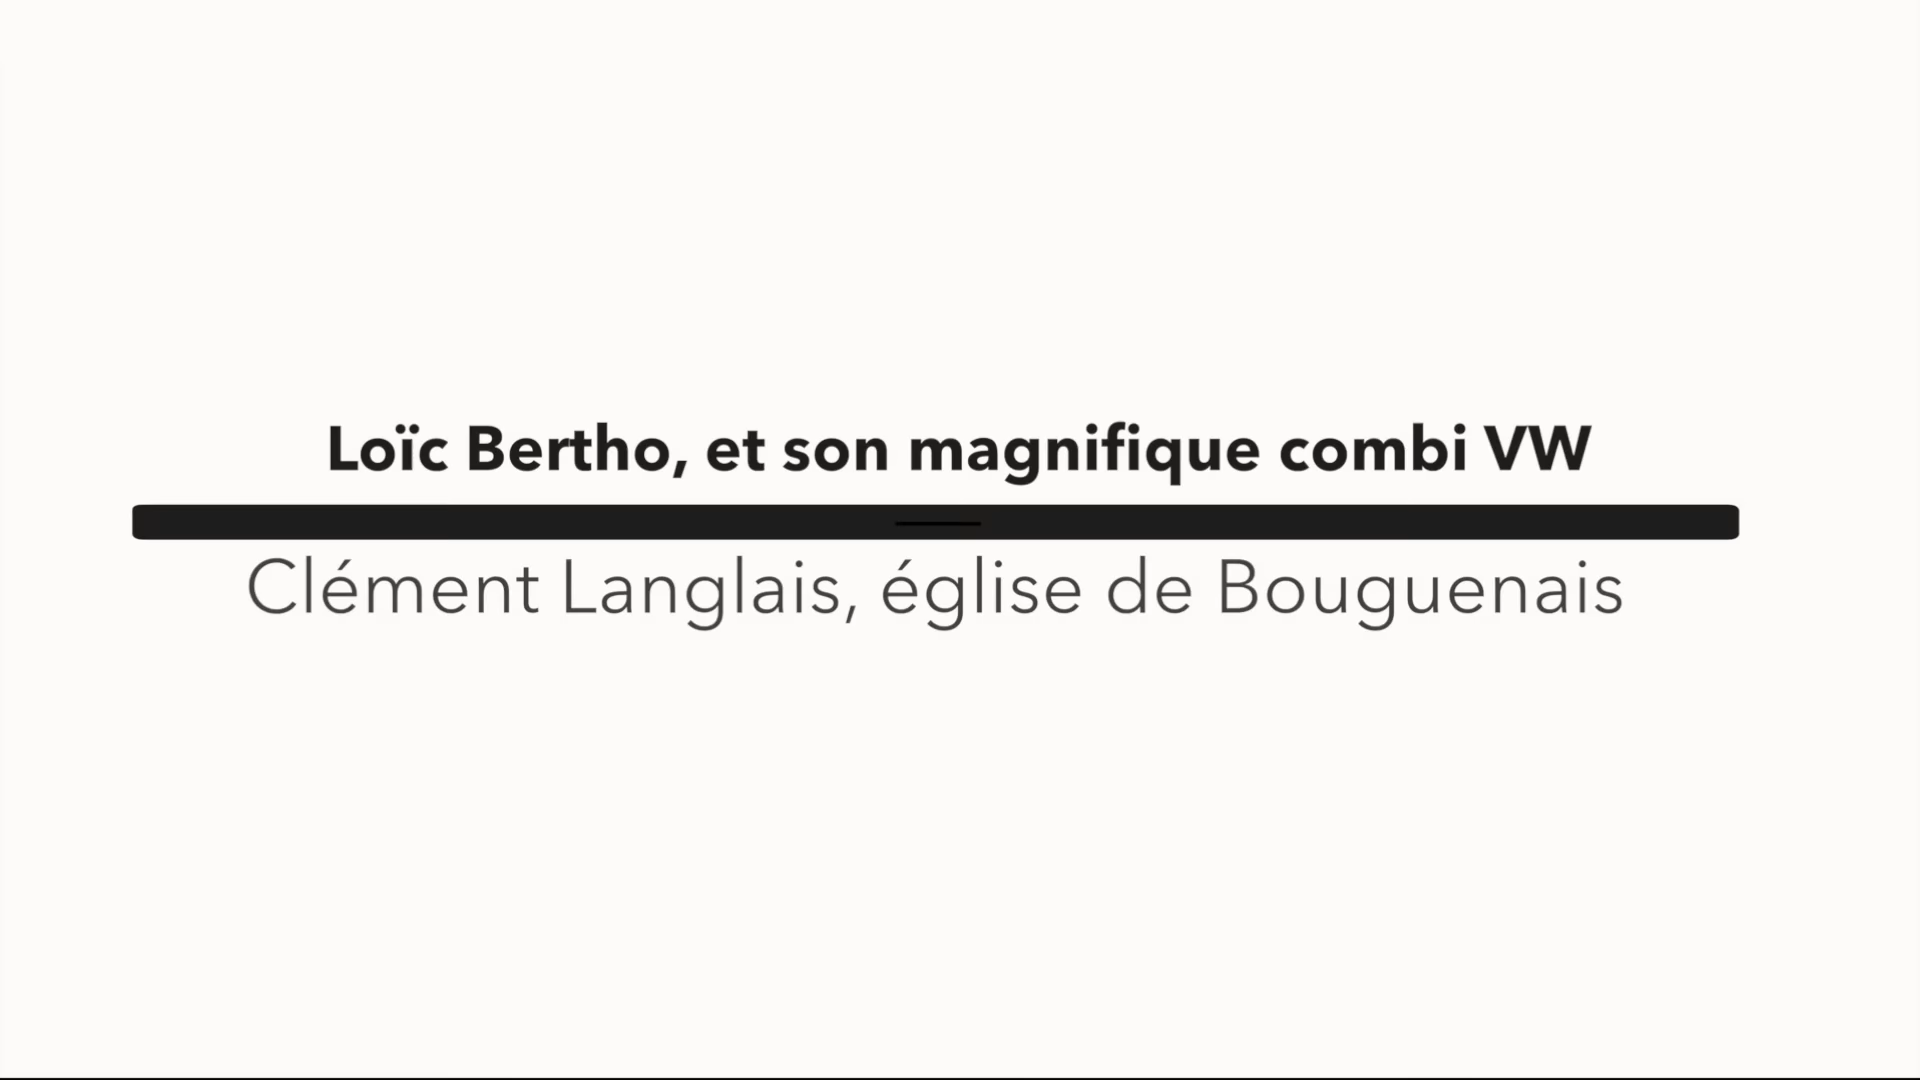 Loïc Bertho, et son magnifique combi VW
Clément Langlais, église de Bouguenais